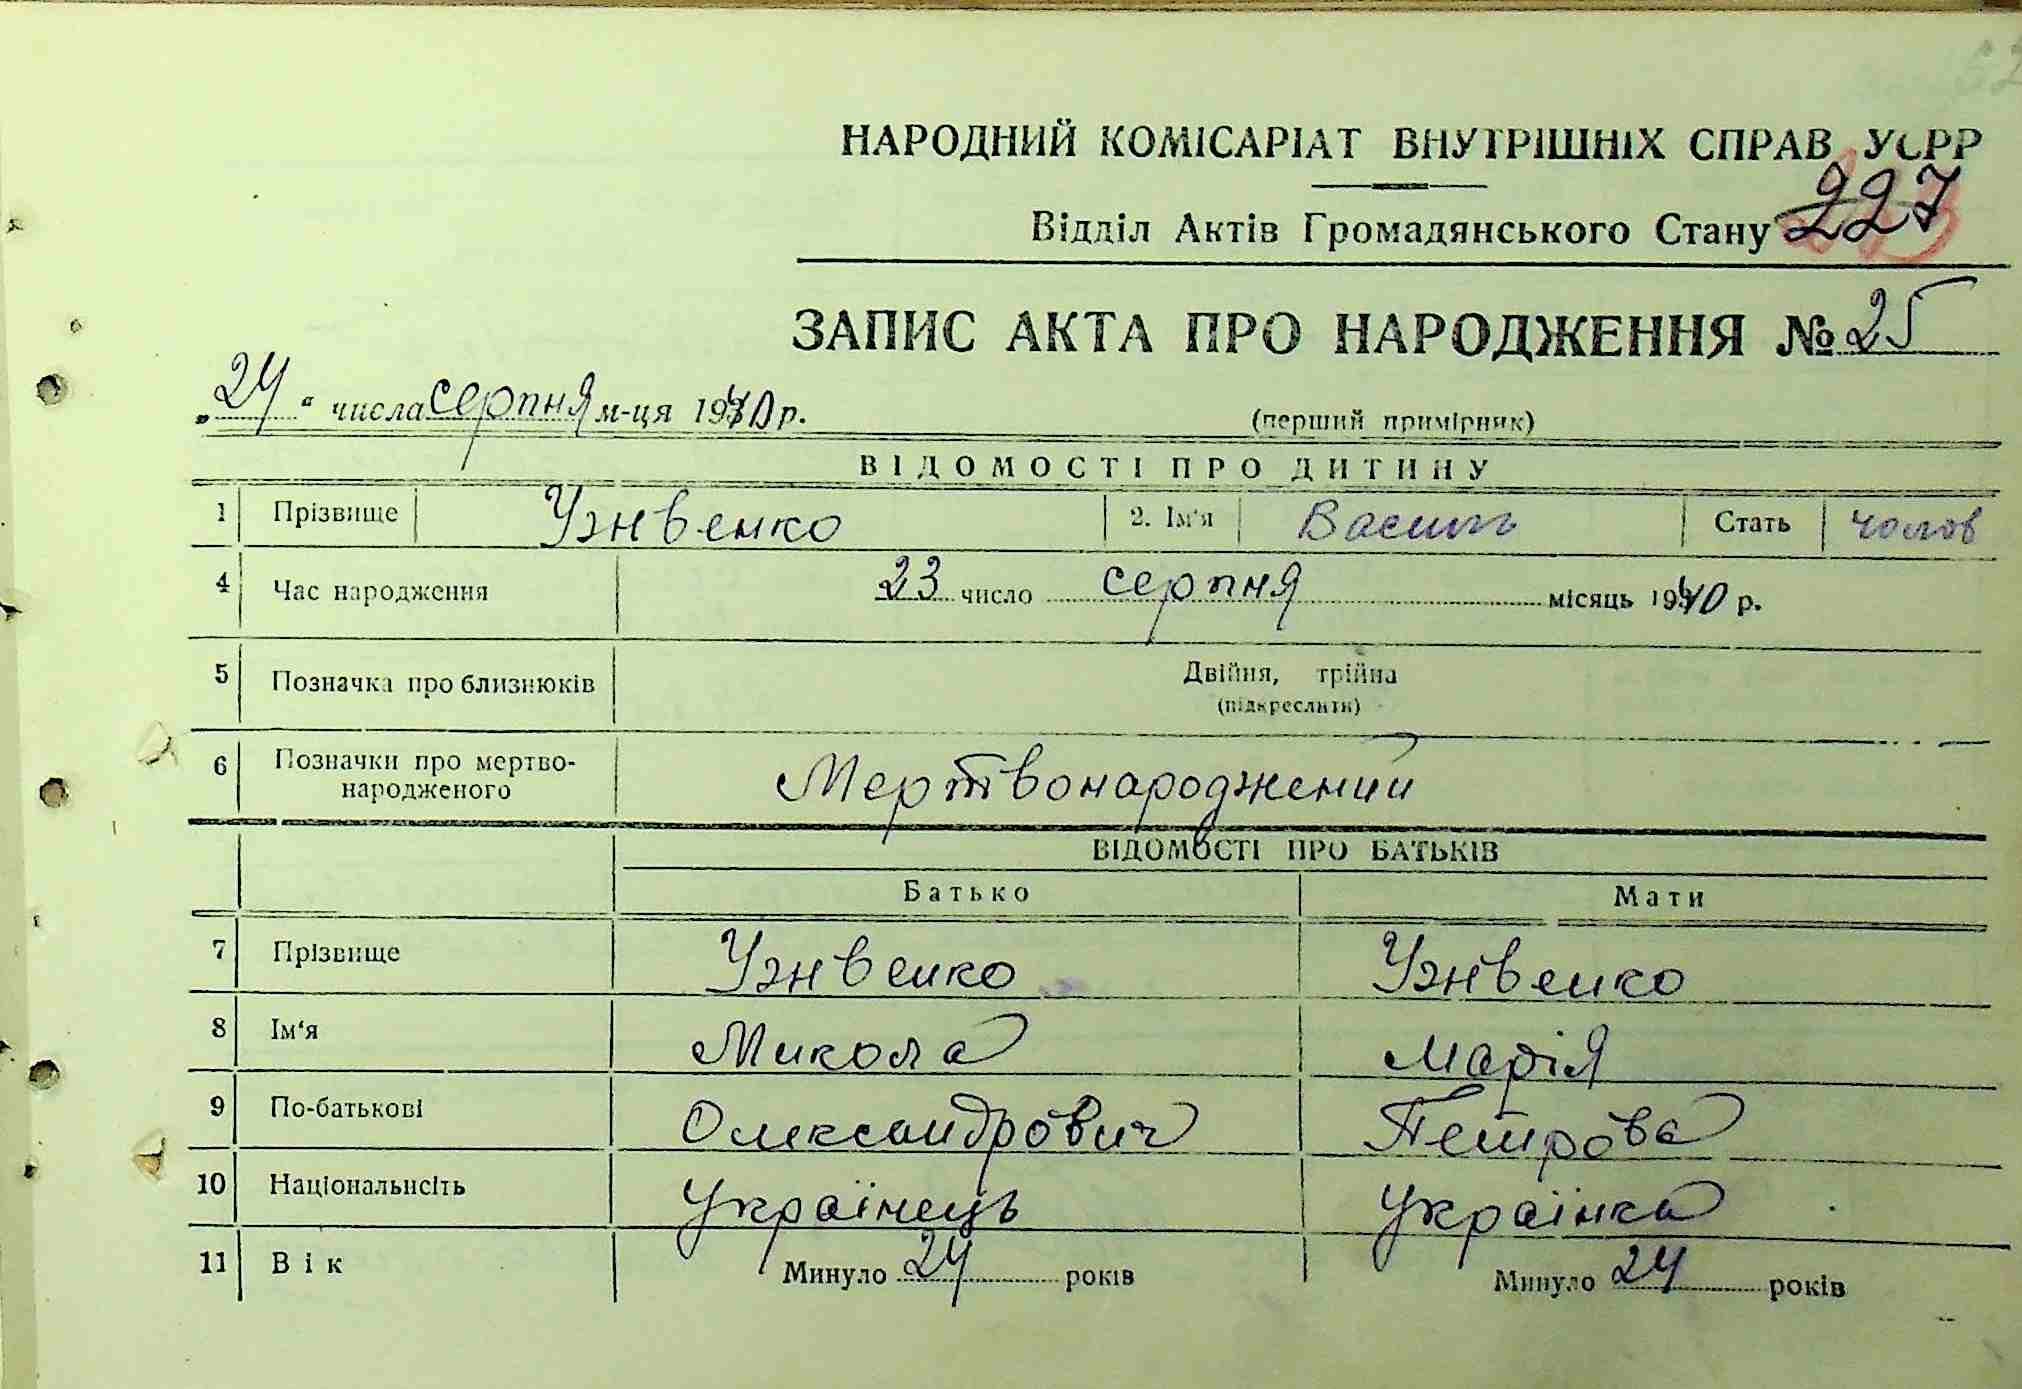 НАРОДНИЙ КОМІСАРІАТ ВНУТРІШНІХ СПРАВ УСРР
Відділ Актів Громадянського Стану 227
ЗАПИС АКТА ПРО НАРОДЖЕННЯ № 25
„24“ числа серпня м-ця 1940 р. (перший примірник)
ВІДОМОСТІ ПРО ДИТИНУ
1 Прізвище Узнвенко 2. Ім'я Василь Стать чолов
4 Час народження 23 число серпня місяць 1940 р.
5 Позначка про близнюків Двійня, трійна
(підкреслити)
6 Позначки про мертво-
народженого Мертвонароджений
ВІДОМОСТІ ПРО БАТЬКІВ
Батько Мати
7 Прізвище Узнвенко Узнвенко
8 Ім'я Микола Марія
9 По-батькові Олександрович Петрова
10 Національнсіть Українець Українка
11 Вік Минуло 24 років Минуло 24 років